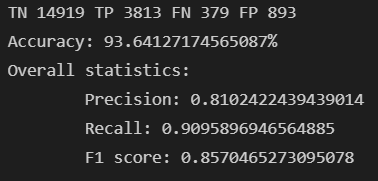 TN 14919 TP 3813 FN 379 FP 893
Accuracy: 93.64127174565087%
Overall statistics:
Precision: 0.8102422439439014
Recall: 0.9095896946564885
F1 score: 0.8570465273095078